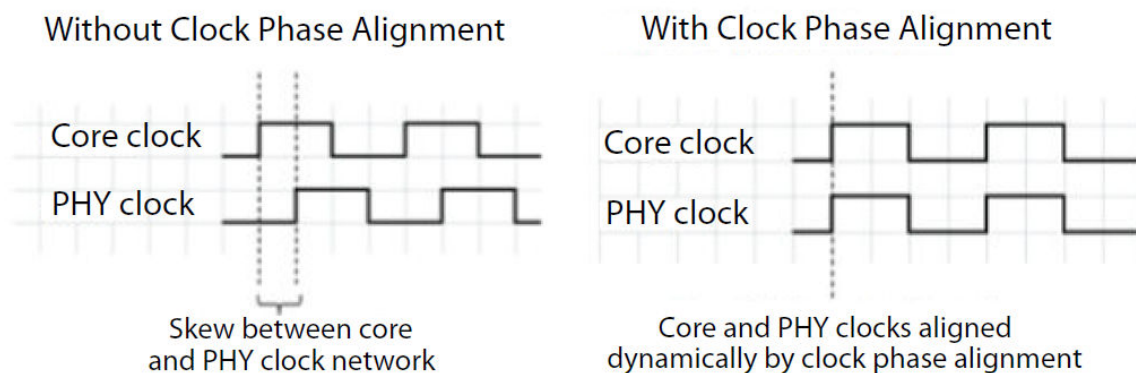 Without Clock Phase Alignment
Core clock
PHY clock
Skew between core
and PHY clock network
With Clock Phase Alignment
Core clock
PHY clock
Core and PHY clocks aligned
dynamically by clock phase alignment